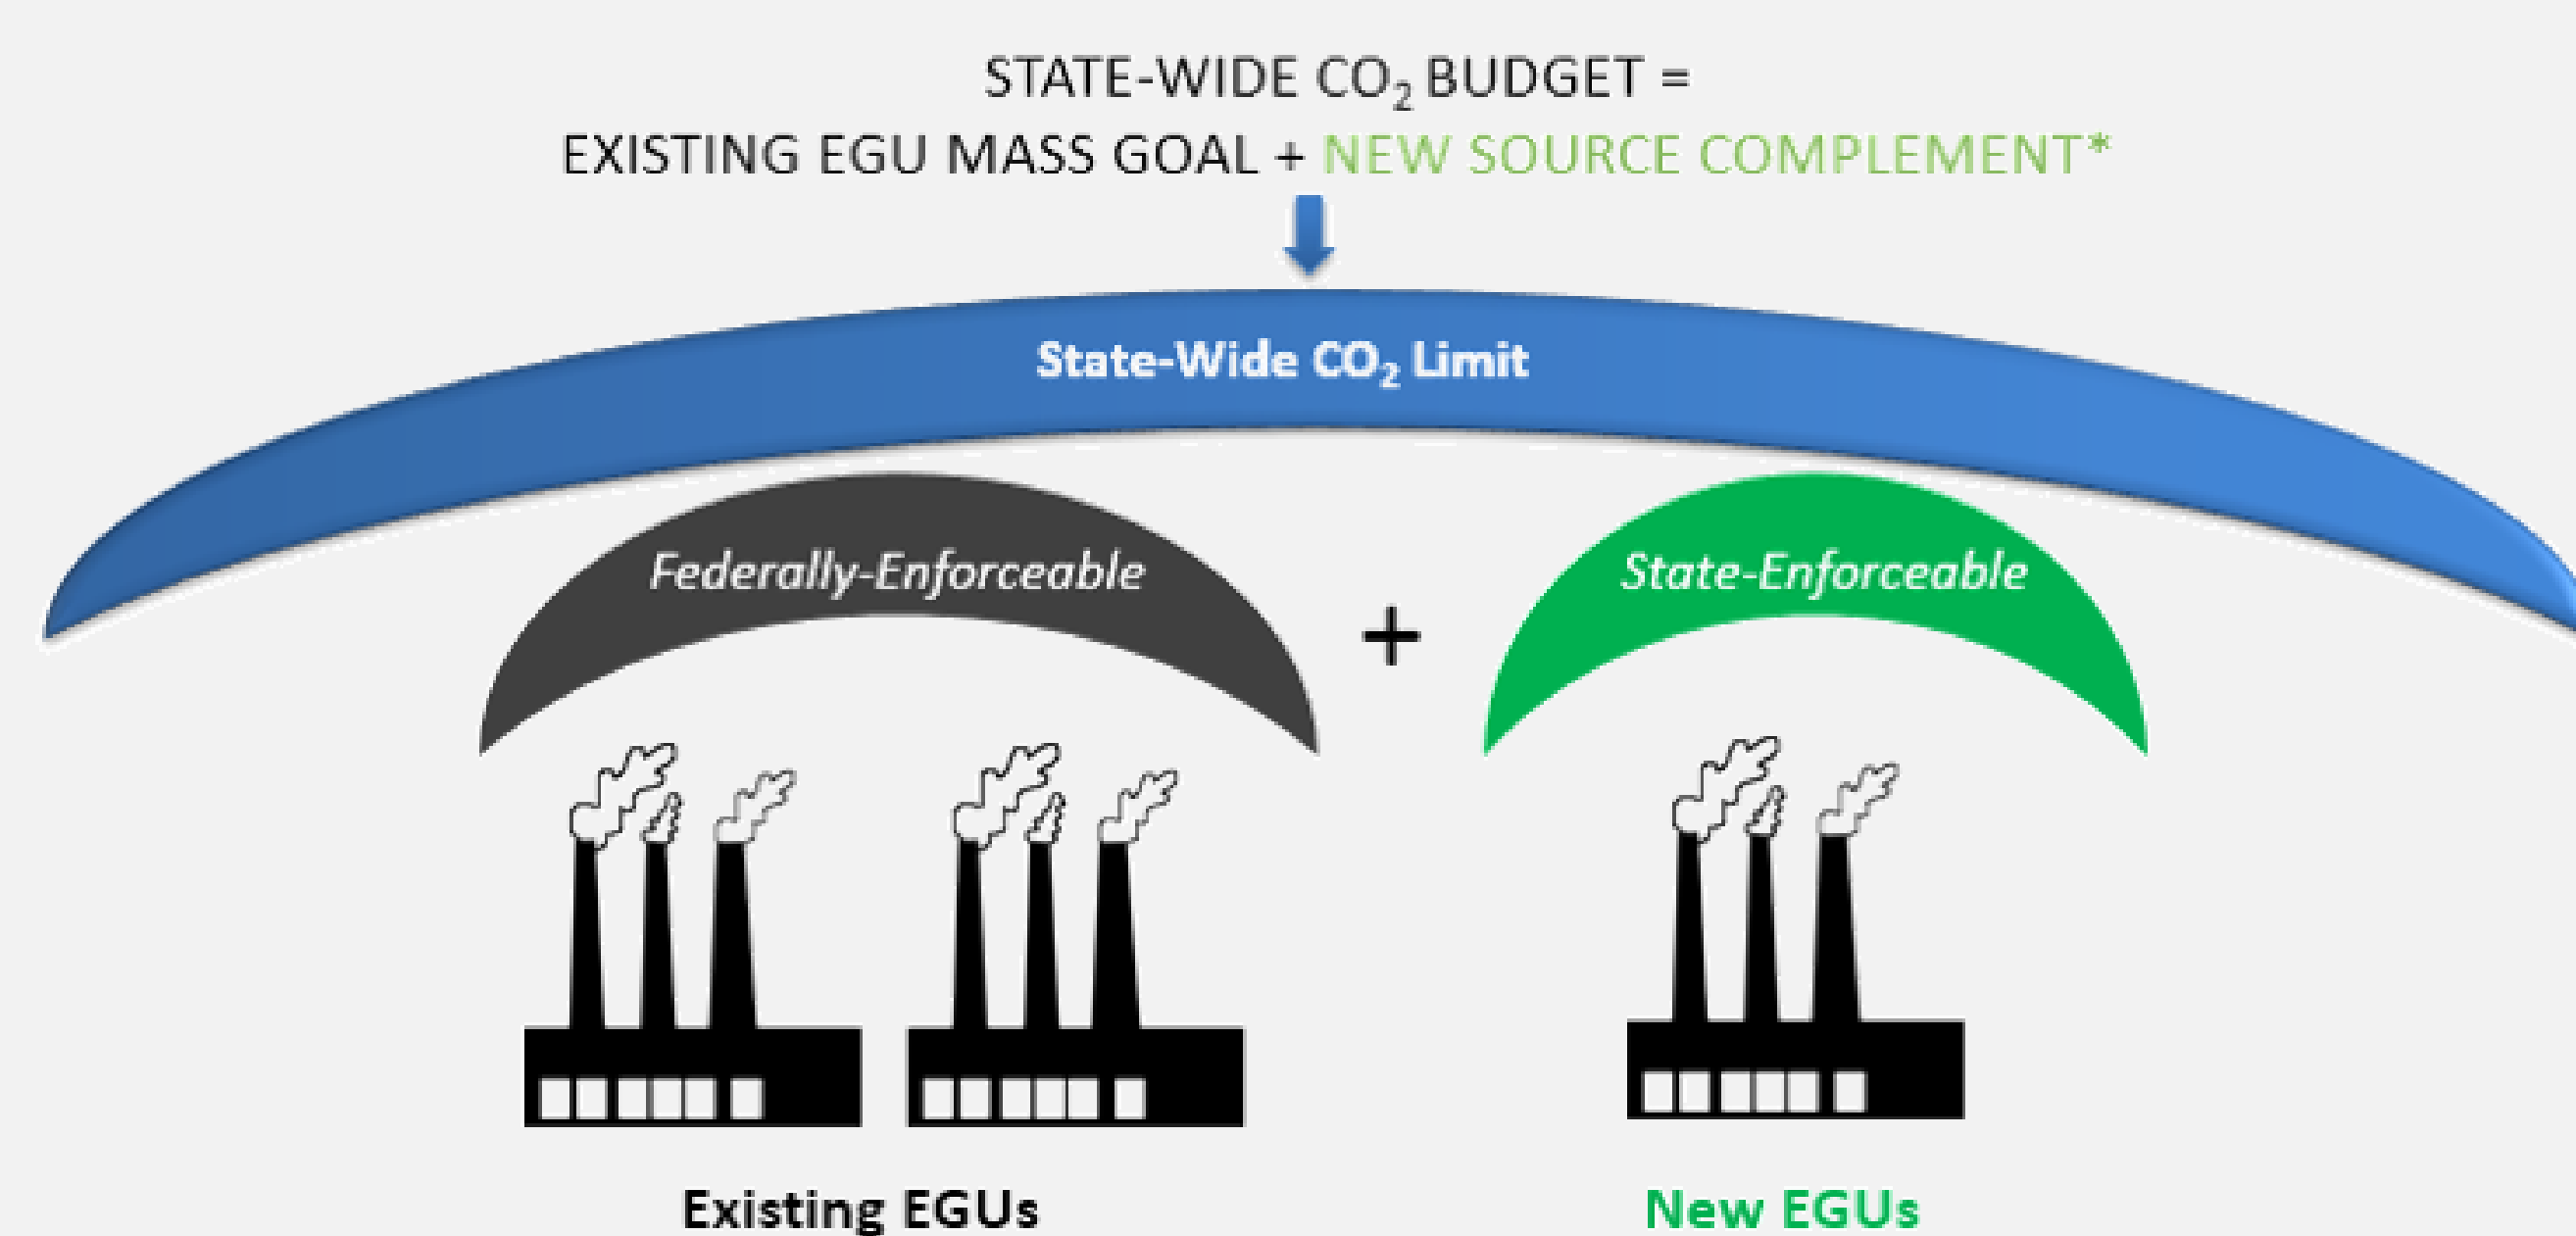 STATE-WIDE CO₂ BUDGET =
EXISTING EGU MASS GOAL + NEW SOURCE COMPLEMENT*
State-Wide CO₂ Limit
Federally-Enforceable
+
State-Enforceable
Existing EGUs
New EGUs